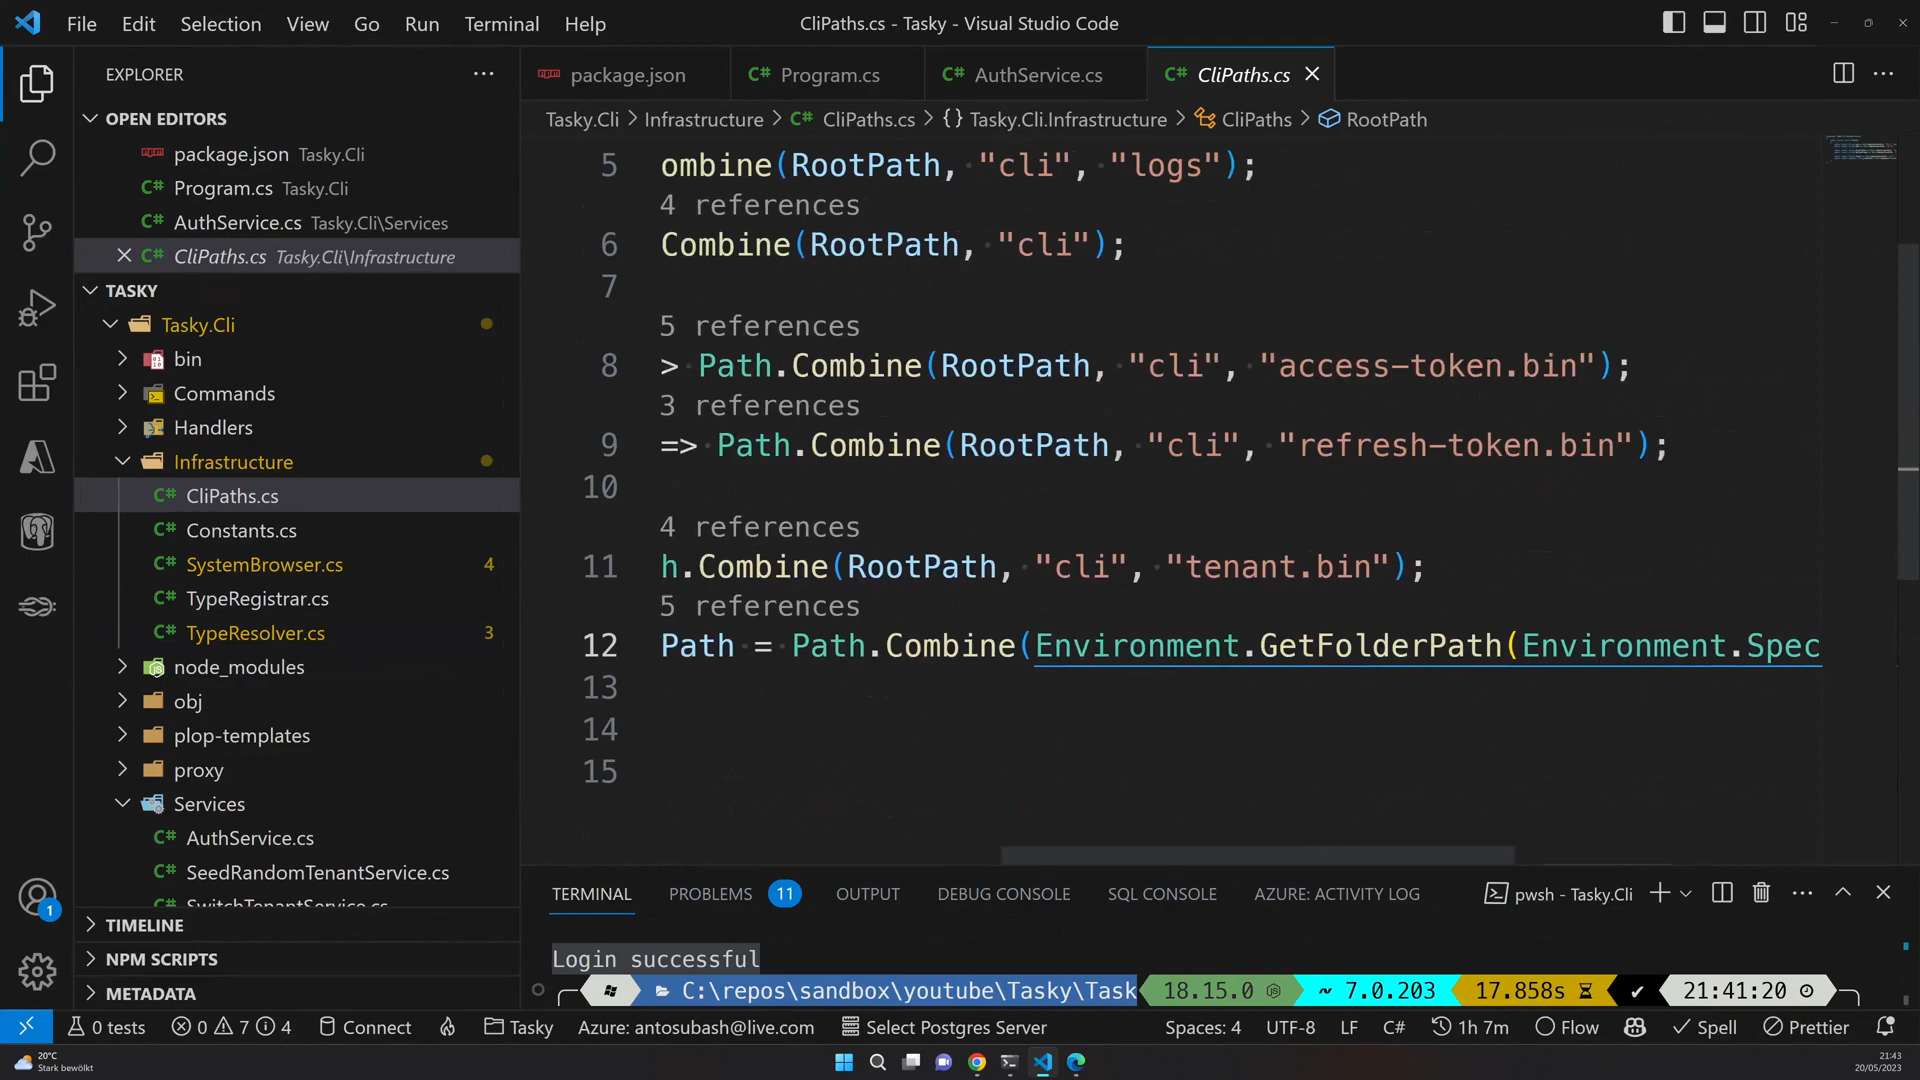 File Edit Selection View Go Run Terminal Help
CliPaths.cs - Tasky - Visual Studio Code
EXPLORER
OPEN EDITORS
package.json Tasky.Cli
Program.cs Tasky.Cli
AuthService.cs Tasky.Cli\Services
CliPaths.cs Tasky.Cli\Infrastructure
TASKY
Tasky.Cli
bin
Commands
Handlers
Infrastructure
CliPaths.cs
Constants.cs
SystemBrowser.cs 4
TypeRegistrar.cs
TypeResolver.cs 3
node_modules
obj
plop-templates
proxy
Services
AuthService.cs
SeedRandomTenantService.cs
SwitchTenantService.cs
TIMELINE
NPM SCRIPTS
METADATA
package.json
Program.cs
AuthService.cs
CliPaths.cs
Tasky.Cli > Infrastructure > CliPaths.cs > {} Tasky.Cli.Infrastructure > CliPaths > RootPath
5 ombine(RootPath, "cli", "logs");
4 references
6 Combine(RootPath, "cli");
7
5 references
8 > Path.Combine(RootPath, "cli", "access-token.bin");
3 references
9 => Path.Combine(RootPath, "cli", "refresh-token.bin");
10
4 references
11 h.Combine(RootPath, "cli", "tenant.bin");
5 references
12 Path = Path.Combine(Environment.GetFolderPath(Environment.Spec
13
14
15
TERMINAL PROBLEMS 11 OUTPUT DEBUG CONSOLE SQL CONSOLE AZURE: ACTIVITY LOG pwsh - Tasky.Cli
Login successful
C:\repos\sandbox\youtube\Tasky\Task 18.15.0 ~ 7.0.203 17.858s ✓ 21:41:20
1
0 tests 0 7 4 Connect Tasky Azure: antosubash@live.com Select Postgres Server Spaces: 4 UTF-8 LF C# 1h 7m Flow Spell Prettier
20°C
Stark bewölkt
21:43
20/05/2023